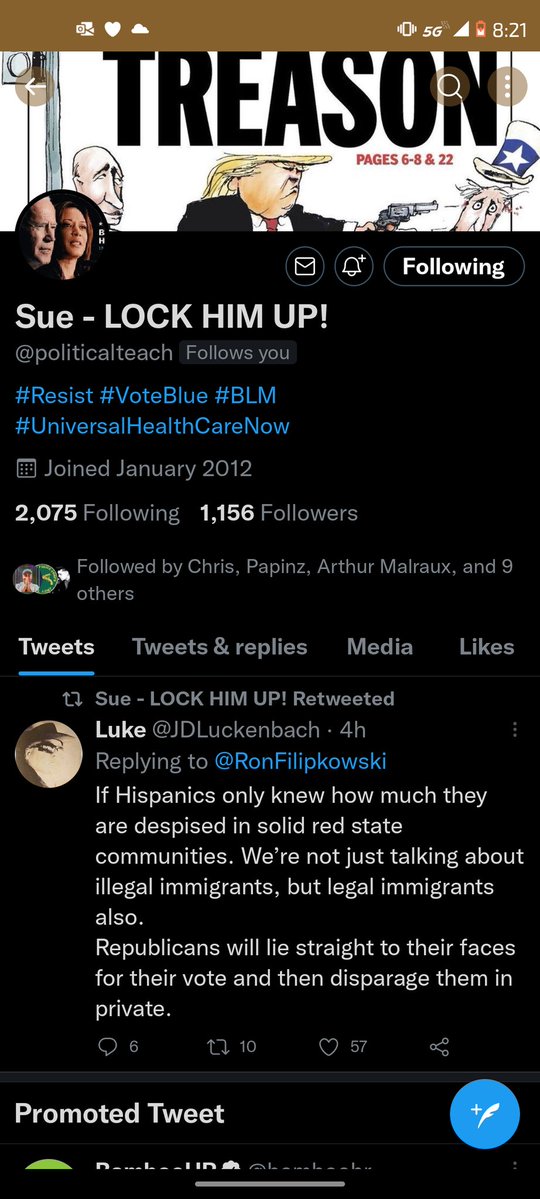 5G 8:21
TREASON
PAGES 6-8 & 22
Following
Sue - LOCK HIM UP!
@politicalteach Follows you
#Resist #VoteBlue #BLM
#UniversalHealthCareNow
Joined January 2012
2,075 Following 1,156 Followers
Followed by Chris, Papinz, Arthur Malraux, and 9
others
Tweets Tweets & replies Media Likes
Sue - LOCK HIM UP! Retweeted
Luke @JDLuckenbach · 4h
Replying to @RonFilipkowski
If Hispanics only knew how much they
are despised in solid red state
communities. We’re not just talking about
illegal immigrants, but legal immigrants
also.
Republicans will lie straight to their faces
for their vote and then disparage them in
private.
6 10 57
Promoted Tweet